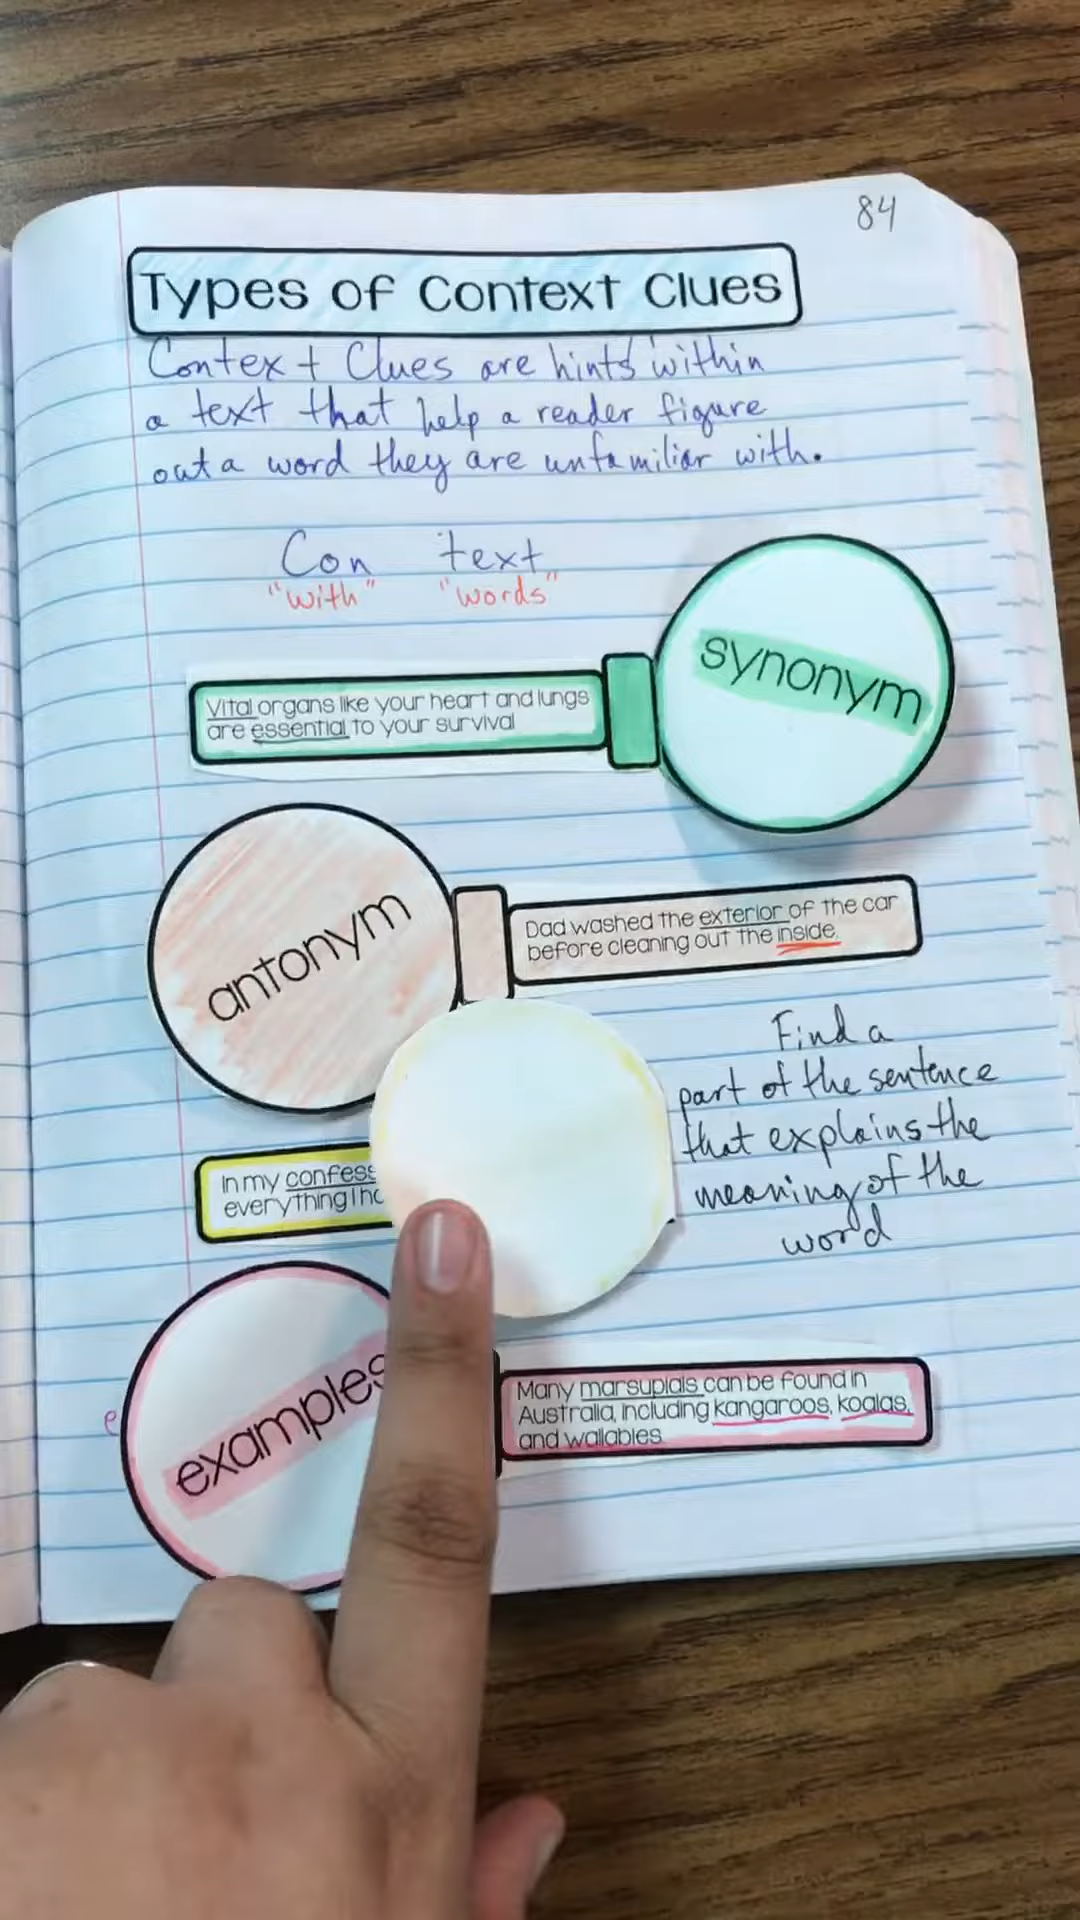 84
Types of Context Clues
Context Clues are hints within
a text that help a reader figure
out a word they are unfamiliar with.
Con text
"with" "words"
synonym
Vital organs like your heart and lungs
are essential to your survival
antonym
Dad washed the exterior of the car
before cleaning out the inside.
Find a
part of the sentence
that explains the
meaning of the
word
In my
everything I
examples
Many marsupials can be found in
Australia, including kangaroos, koalas,
and wallabies.